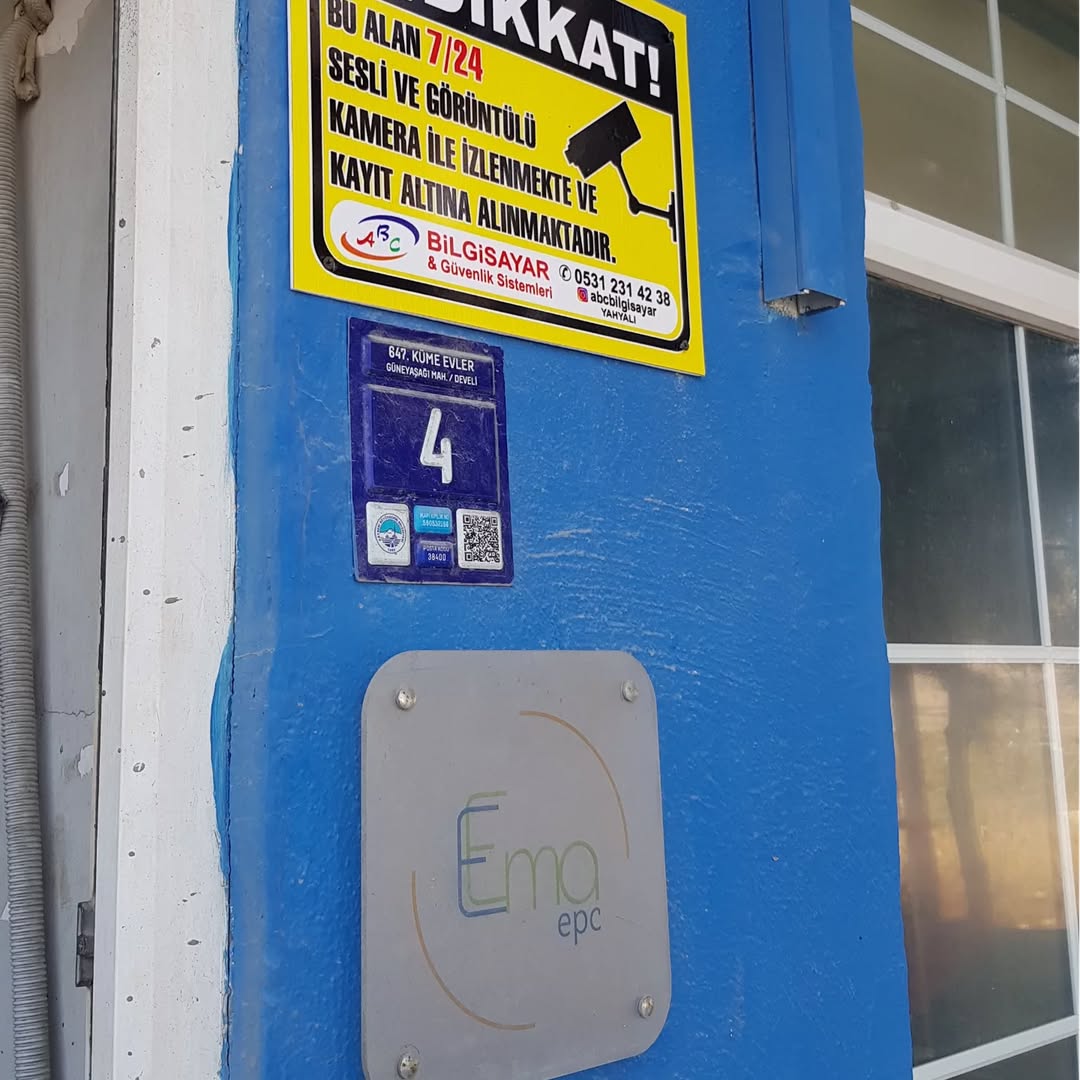 DİKKAT!
BU ALAN 7/24
SESLİ VE GÖRÜNTÜLÜ
KAMERA İLE İZLENMEKTE VE
KAYIT ALTINA ALINMAKTADIR.
ABC
BİLGİSAYAR
& Güvenlik Sistemleri
0531 231 42 38
abcbilgisayar
YAHYALI
647. KÜME EVLER
GÜNEYAŞAĞI MAH. / DEVELİ
4
POSTA KODU
38400
Ema
epc